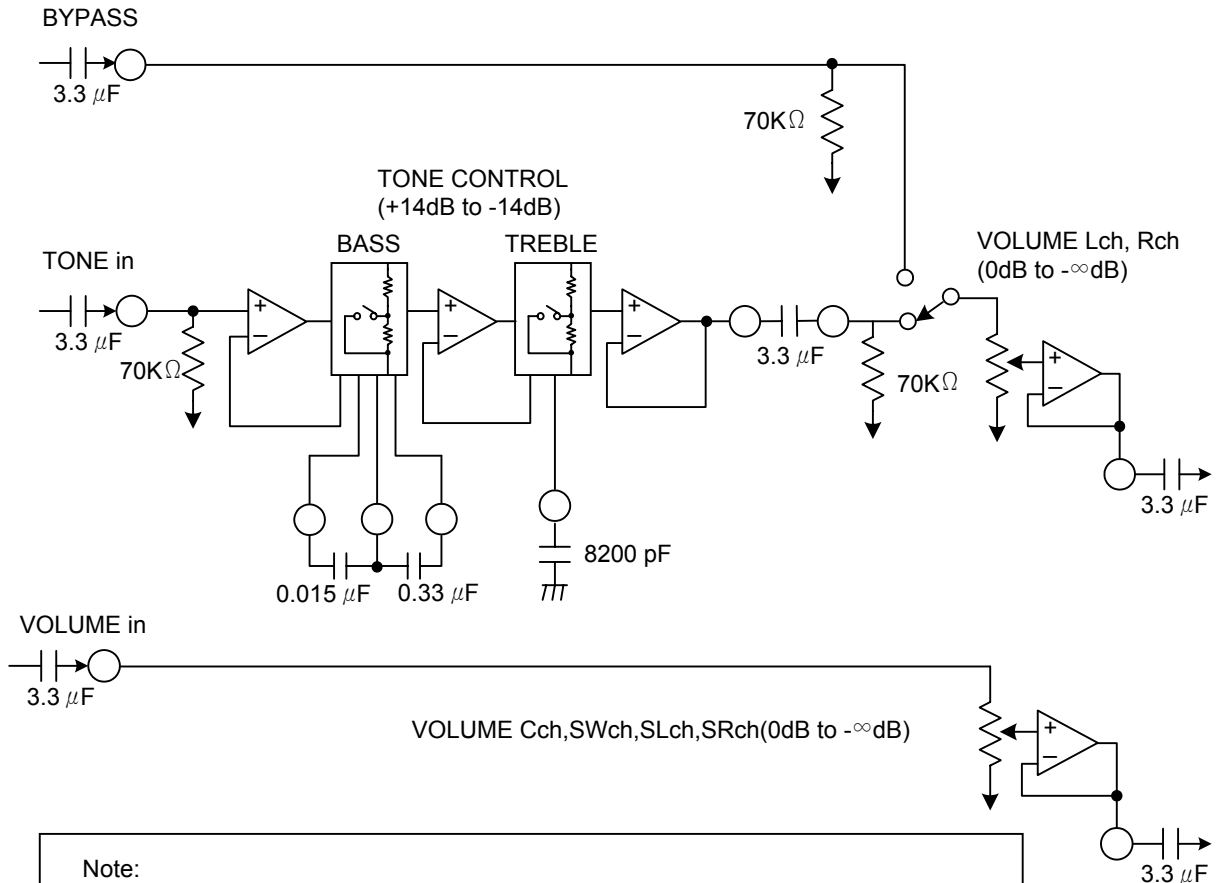 BYPASS
3.3 μF
70KΩ
TONE CONTROL
(+14dB to -14dB)
BASS
TREBLE
TONE in
3.3 μF
70KΩ
+
−
+
−
+
−
0.015 μF
0.33 μF
8200 pF
3.3 μF
70KΩ
VOLUME Lch, Rch
(0dB to -∞dB)
+
−
3.3 μF
VOLUME in
3.3 μF
VOLUME Cch,SWch,SLch,SRch(0dB to -∞dB)
+
−
3.3 μF
Note: